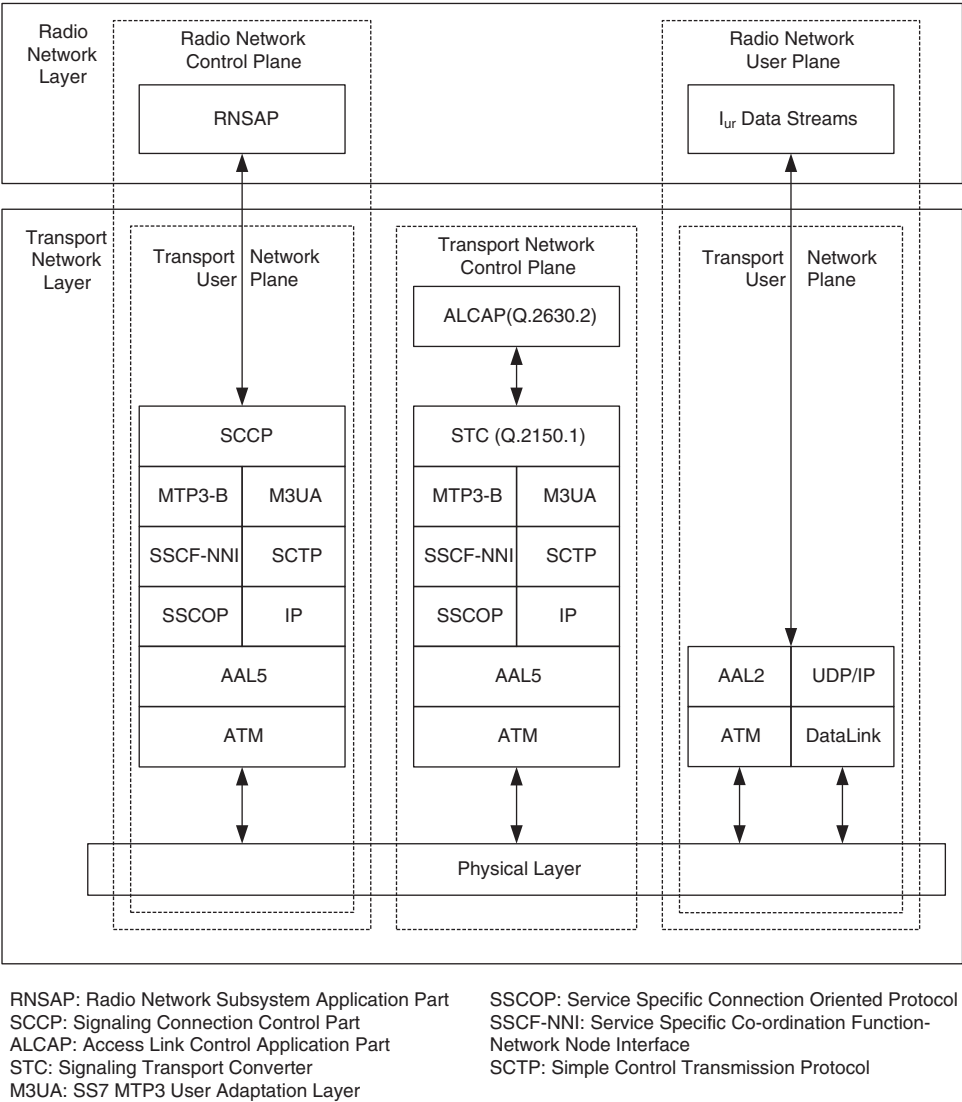 Radio
Network
Layer
Radio Network
Control Plane
RNSAP
Radio Network
User Plane
Iur Data Streams
Transport
Network
Layer
Transport Network
User Plane
Transport Network
Control Plane
Transport Network
User Plane
ALCAP(Q.2630.2)
SCCP
MTP3-B M3UA
SSCF-NNI SCTP
SSCOP IP
AAL5
ATM
STC (Q.2150.1)
MTP3-B M3UA
SSCF-NNI SCTP
SSCOP IP
AAL5
ATM
AAL2 UDP/IP
ATM DataLink
Physical Layer
RNSAP: Radio Network Subsystem Application Part
SCCP: Signaling Connection Control Part
ALCAP: Access Link Control Application Part
STC: Signaling Transport Converter
M3UA: SS7 MTP3 User Adaptation Layer
SSCOP: Service Specific Connection Oriented Protocol
SSCF-NNI: Service Specific Co-ordination Function-
Network Node Interface
SCTP: Simple Control Transmission Protocol